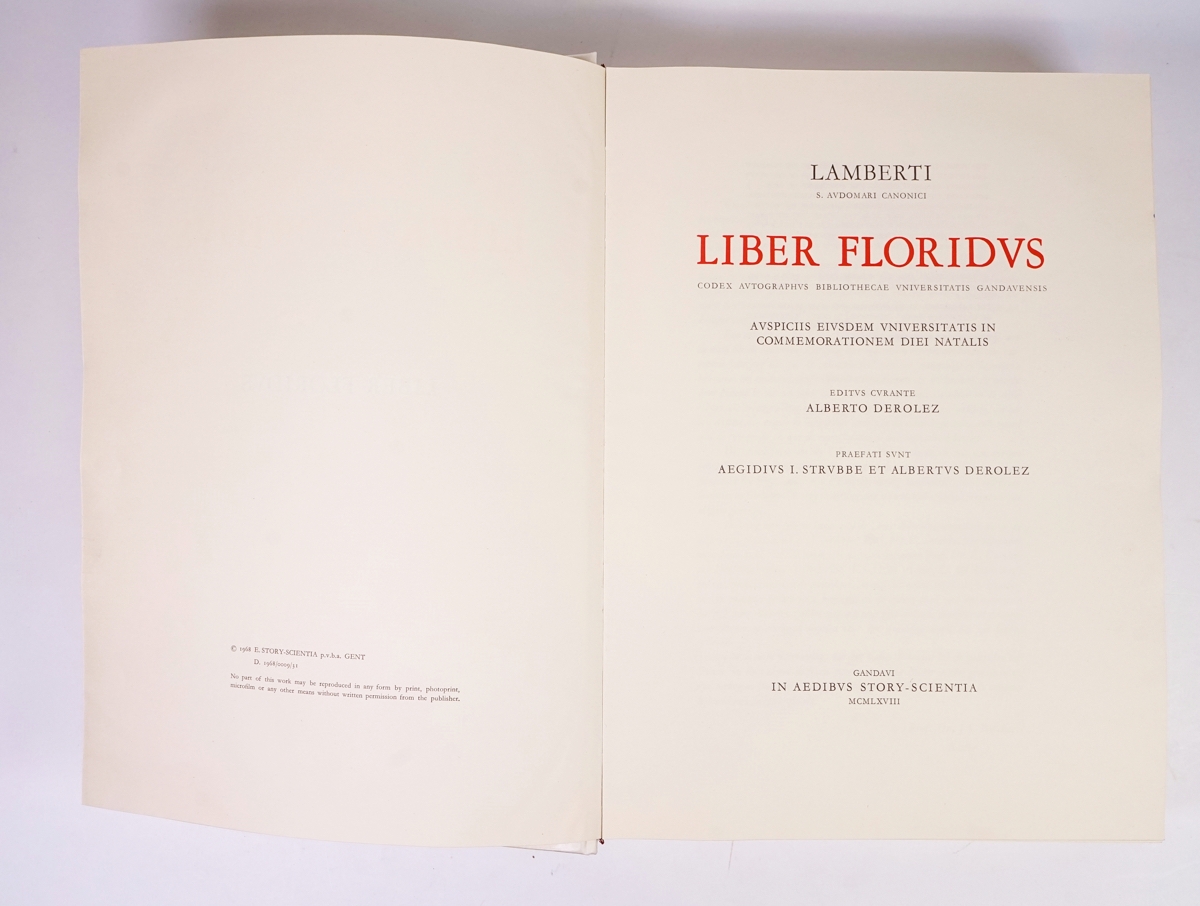 © 1968 E. STORY-SCIENTIA p.v.b.a. GENT
D. 1968/0009/31
No part of this work may be reproduced in any form by print, photoprint,
microfilm or any other means without written permission from the publisher.
LAMBERTI
S. AVDOMARI CANONICI
LIBER FLORIDVS
CODEX AVTOGRAPHVS BIBLIOTHECAE VNIVERSITATIS GANDAVENSIS
AVSPICIIS EIVSDEM VNIVERSITATIS IN
COMMEMORATIONEM DIEI NATALIS
EDITVS CVRANTE
ALBERTO DEROLEZ
PRAEFATI SVNT
AEGIDIVS I. STRVBBE ET ALBERTVS DEROLEZ
GANDAVI
IN AEDIBVS STORY-SCIENTIA
MCMLXVIII